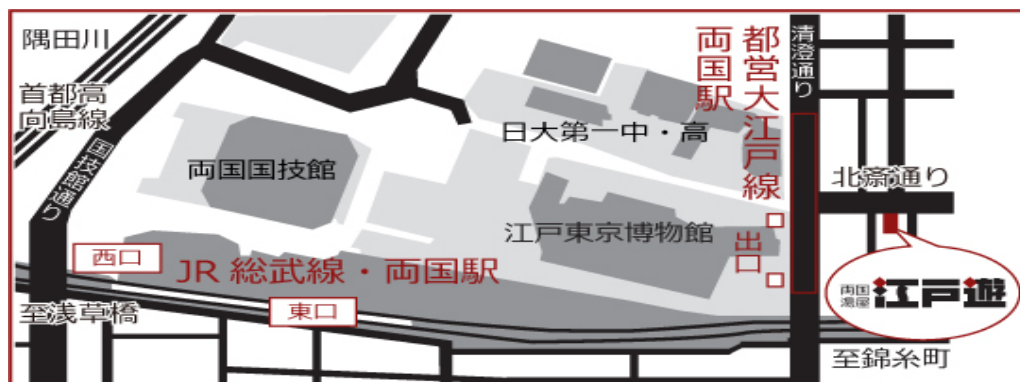 隅田川
首都高
向島線
国技館通り
両国国技館
日大第一中・高
都営大江戸線
両国駅
清澄通り
北斎通り
江戸東京博物館
出口
西口
JR 総武線・両国駅
東口
至浅草橋
両国
湯屋
江戸遊
至錦糸町